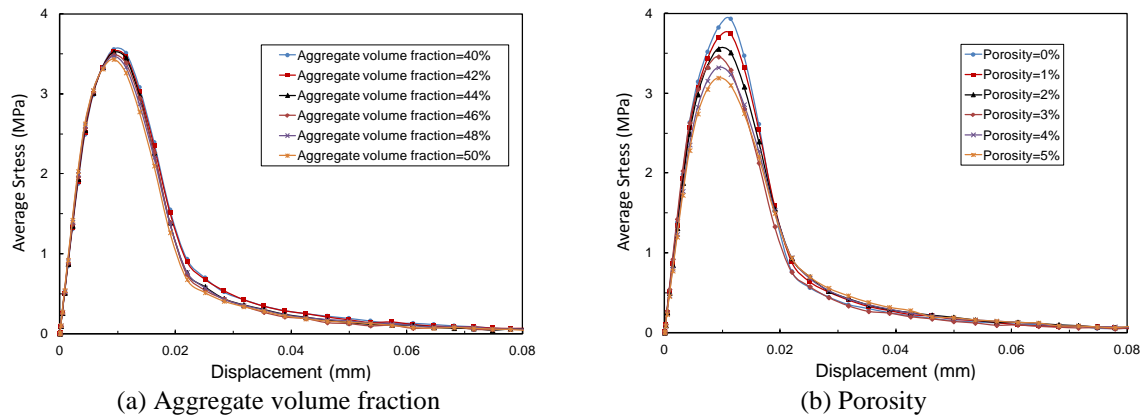 4
3
2
1
0
Average Srtess (MPa)
Aggregate volume fraction=40%
Aggregate volume fraction=42%
Aggregate volume fraction=44%
Aggregate volume fraction=46%
Aggregate volume fraction=48%
Aggregate volume fraction=50%
0 0.02 0.04 0.06 0.08
Displacement (mm)
(a) Aggregate volume fraction
4
3
2
1
0
Average Srtess (MPa)
Porosity=0%
Porosity=1%
Porosity=2%
Porosity=3%
Porosity=4%
Porosity=5%
0 0.02 0.04 0.06 0.08
Displacement (mm)
(b) Porosity